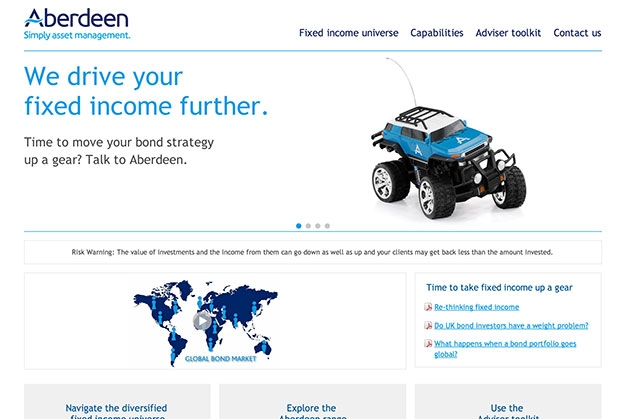 Aberdeen
Simply asset management.
Fixed income universe Capabilities Adviser toolkit Contact us
We drive your
fixed income further.
Time to move your bond strategy
up a gear? Talk to Aberdeen.
A
A
Risk Warning: The value of investments and the income from them can go down as well as up and your clients may get back less than the amount invested.
GLOBAL BOND MARKET
Time to take fixed income up a gear
Re-thinking fixed income
Do UK bond investors have a weight problem?
What happens when a bond portfolio goes
global?
Navigate the diversified
fixed income universe
Explore the
Aberdeen range
Use the
Adviser toolkit